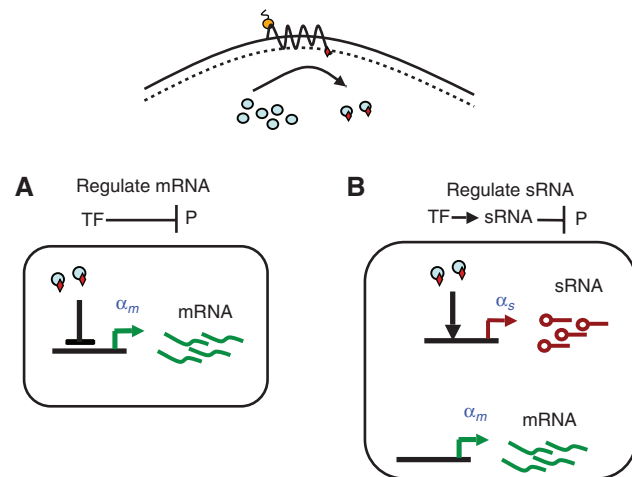 A
Regulate mRNA
TF P
αm
mRNA
B
Regulate sRNA
TF sRNA P
αs
sRNA
αm
mRNA